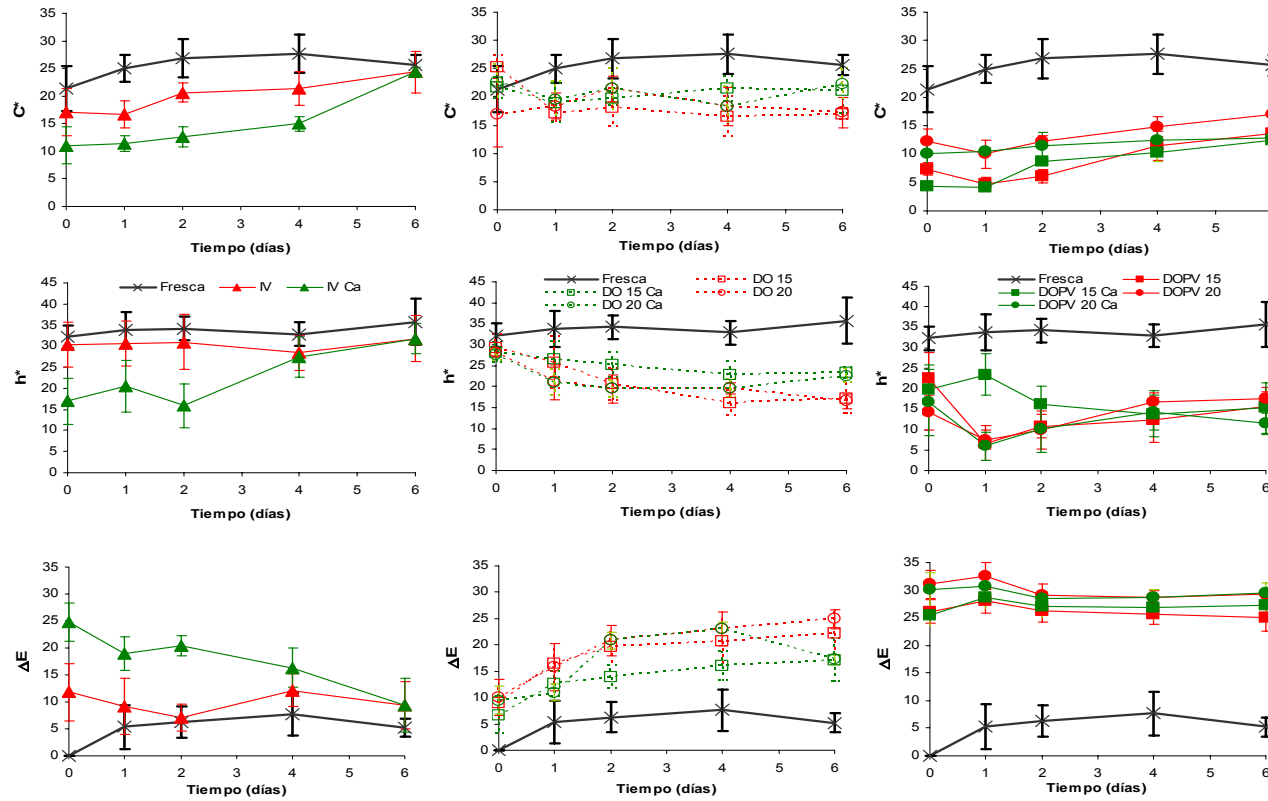 35
30
25
20
15
10
5
0
C*
0 1 2 3 4 5 6
Tiempo (días)
35
30
25
20
15
10
5
0
C*
0 1 2 3 4 5 6
Tiempo (días)
35
30
25
20
15
10
5
0
C*
0 1 2 3 4 5
Tiempo (días)
Fresca IV IV Ca
45
40
35
30
25
20
15
10
5
0
h*
0 1 2 3 4 5 6
Tiempo (días)
Fresca DO 15
DO 15 Ca DO 20
DO 20 Ca
45
40
35
30
25
20
15
10
5
0
h*
0 1 2 3 4 5 6
Tiempo (días)
Fresca DOPV 15
DOPV 15 Ca DOPV 20
DOPV 20 Ca
45
40
35
30
25
20
15
10
5
0
h*
0 1 2 3 4 5 6
Tiempo (días)
35
30
25
20
15
10
5
0
ΔE
0 1 2 3 4 5 6
Tiempo (días)
35
30
25
20
15
10
5
0
ΔE
0 1 2 3 4 5 6
Tiempo (días)
35
30
25
20
15
10
5
0
ΔE
0 1 2 3 4 5 6
Tiempo (días)